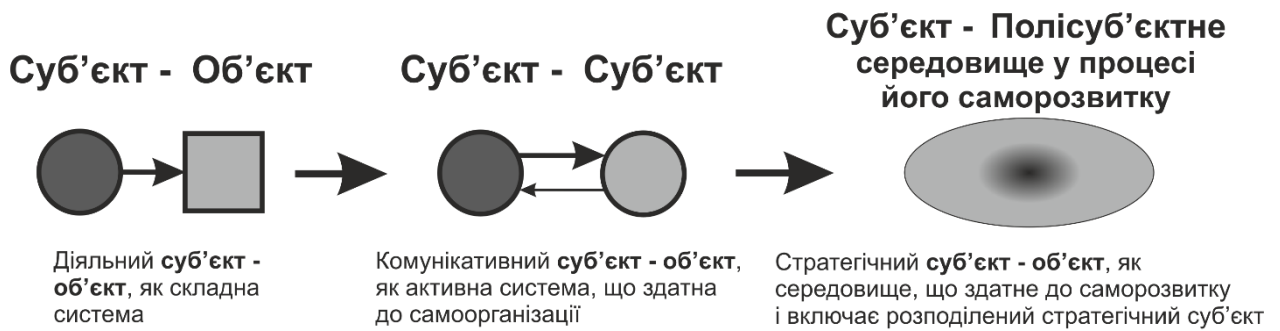 Суб’єкт - Об’єкт
Діяльний суб’єкт -
об’єкт, як складна
система
Суб’єкт - Суб’єкт
Комунікативний суб’єкт - об’єкт,
як активна система, що здатна
до самоорганізації
Суб’єкт - Полісуб’єктне
середовище у процесі
його саморозвитку
Стратегічний суб’єкт - об’єкт, як
середовище, що здатне до саморозвитку
і включає розподілений стратегічний суб’єкт